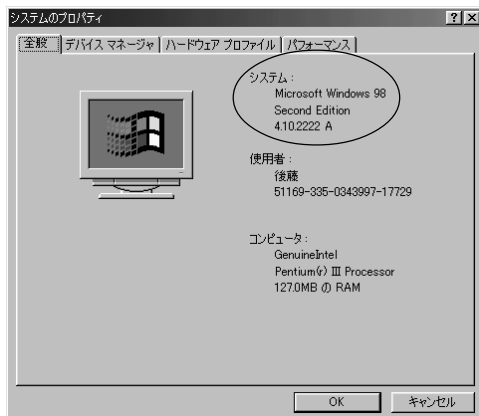 システムのプロパティ
全般
デバイス マネージャ
ハードウェア プロファイル
パフォーマンス
システム :
Microsoft Windows 98
Second Edition
4.10.2222 A
使用者 :
後藤
51169-335-0343997-17729
コンピュータ :
GenuineIntel
Pentium(r) III Processor
127.0MB の RAM
OK
キャンセル